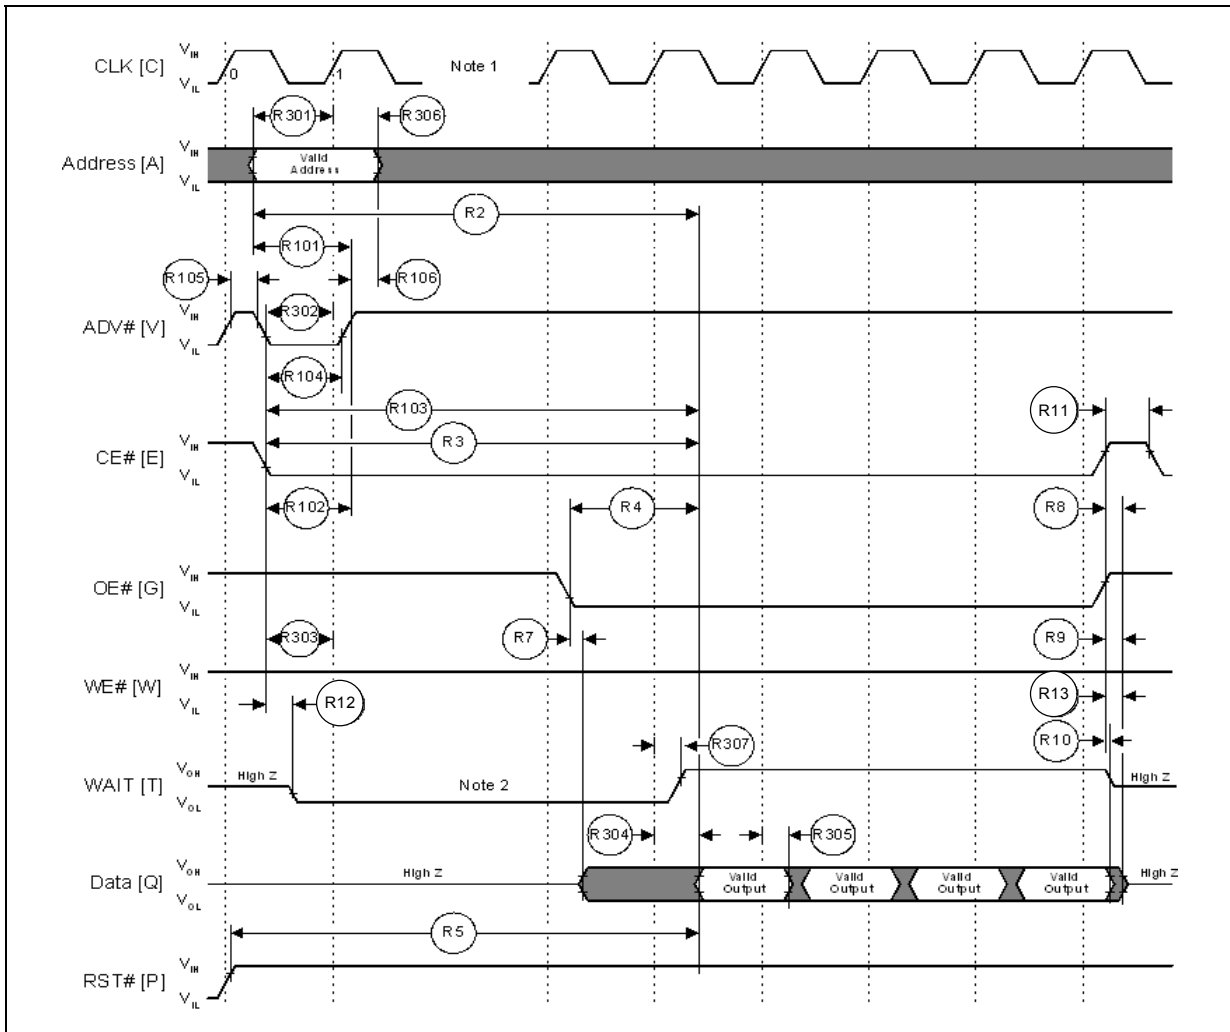 CLK [C]
VIH
VIL
0
1
Note 1
R301
R306
Address [A]
VIH
VIL
Valid
Address
R2
R101
R105
R106
ADV# [V]
VIH
VIL
R302
R104
R103
R11
CE# [E]
VIH
VIL
R3
R102
R4
R8
OE# [G]
VIH
VIL
R303
R7
R9
WE# [W]
VIH
VIL
R12
R13
R307
R10
WAIT [T]
VOH
VOL
High Z
Note 2
High Z
R304
R305
Data [Q]
VOH
VOL
High Z
Valid
Output
Valid
Output
Valid
Output
Valid
Output
High Z
R5
RST# [P]
VIH
VIL